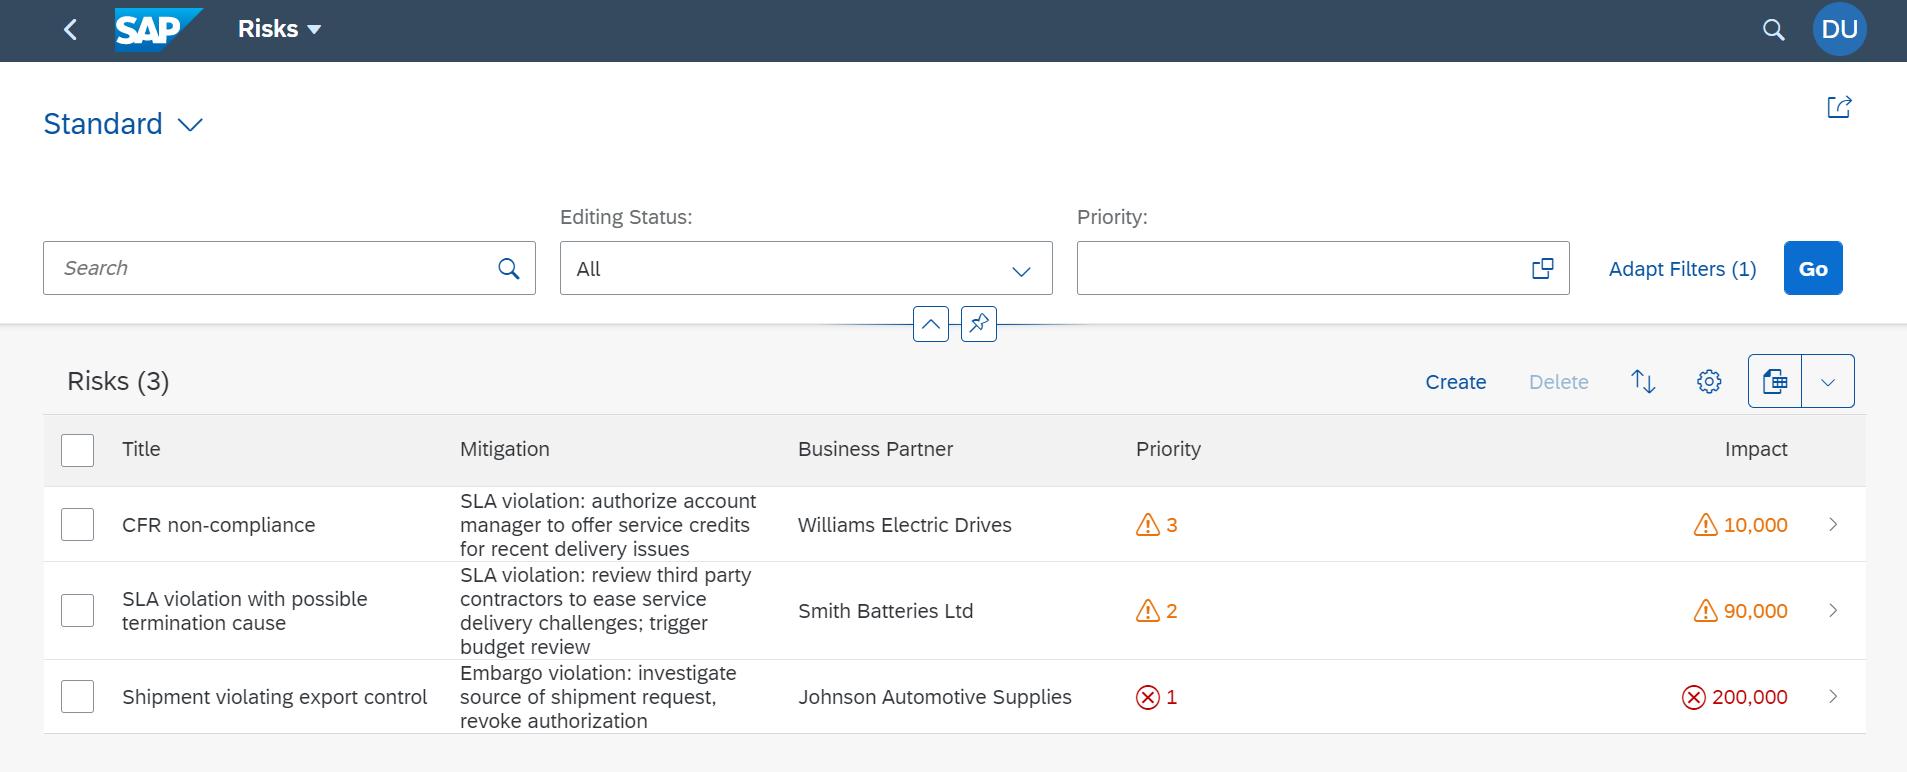 SAP Risks DU
Standard
Editing Status: Priority:
Search All Adapt Filters (1) Go
Risks (3) Create Delete
Title Mitigation Business Partner Priority Impact
CFR non-compliance
SLA violation: authorize account
manager to offer service credits
for recent delivery issues
Williams Electric Drives
3
10,000
SLA violation with possible
termination cause
SLA violation: review third party
contractors to ease service
delivery challenges; trigger
budget review
Smith Batteries Ltd
2
90,000
Shipment violating export control
Embargo violation: investigate
source of shipment request,
revoke authorization
Johnson Automotive Supplies
1
200,000